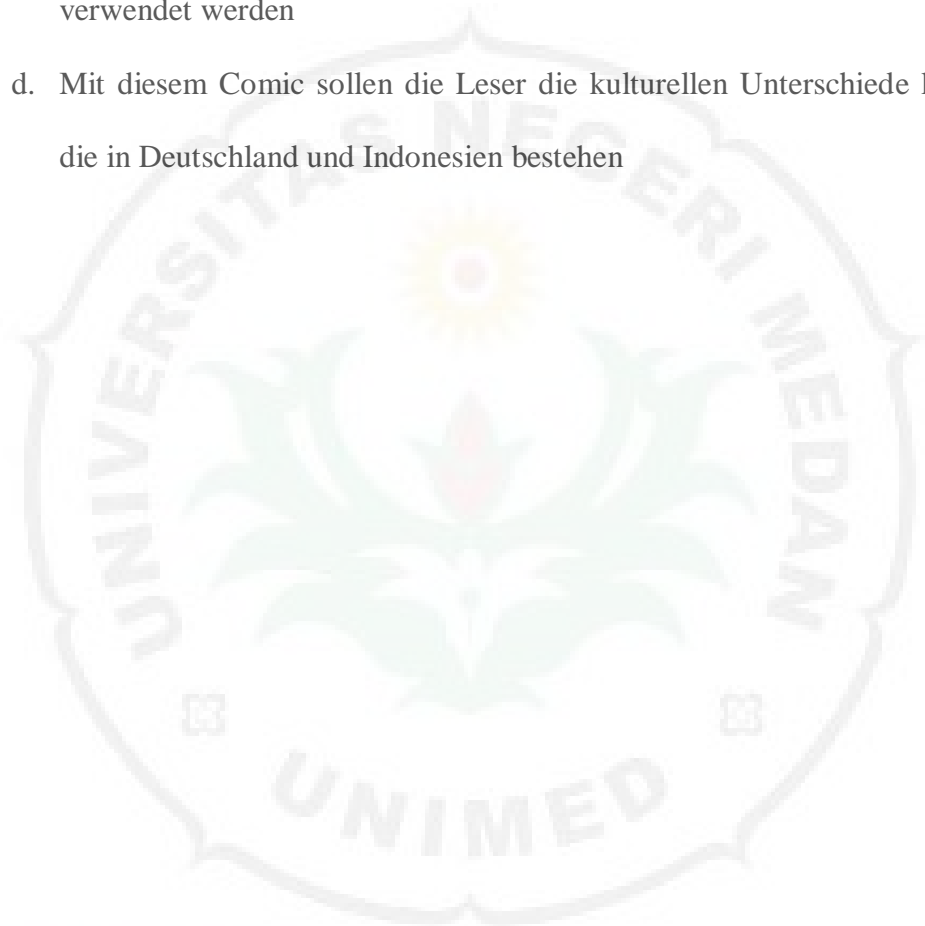 verwendet werden
d. Mit diesem Comic sollen die Leser die kulturellen Unterschiede
die in Deutschland und Indonesien bestehen
UNIVERSITAS NEGERI MEDAN
UNIMED